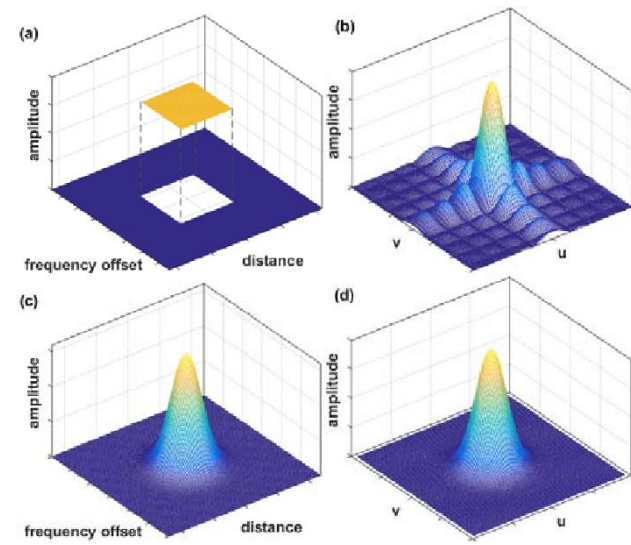 (a)
amplitude
frequency offset
distance
(b)
amplitude
v
u
(c)
amplitude
frequency offset
distance
(d)
amplitude
v
u